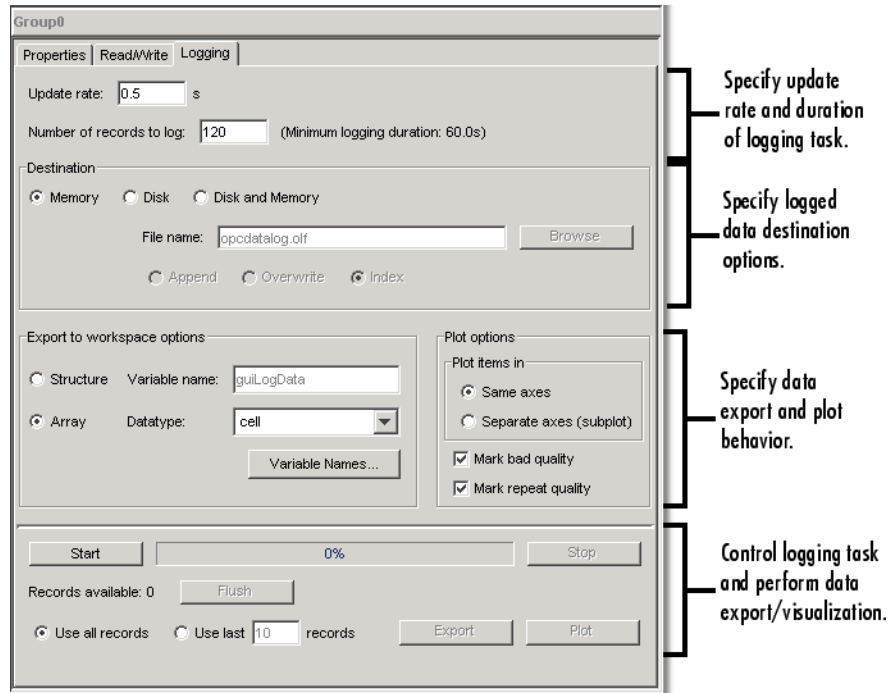 Group0
Properties Read/Write Logging
Update rate: 0.5 s
Number of records to log: 120 (Minimum logging duration: 60.0s)
Destination
Memory Disk Disk and Memory
File name: opcdatalog.olf Browse
Append Overwrite Index
Export to workspace options
Structure Variable name: guiLogData
Array Datatype: cell
Variable Names...
Plot options
Plot items in
Same axes
Separate axes (subplot)
Mark bad quality
Mark repeat quality
Start 0% Stop
Records available: 0 Flush
Use all records Use last 10 records Export Plot
Specify update
rate and duration
of logging task.
Specify logged
data destination
options.
Specify data
export and plot
behavior.
Control logging task
and perform data
export/visualization.